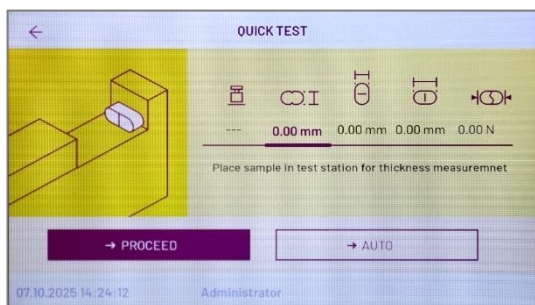 QUICK TEST
--- 0.00 mm 0.00 mm 0.00 mm 0.00 N
Place sample in test station for thickness measuremnet
→ PROCEED → AUTO
07.10.2025 14:24:12 Administrator